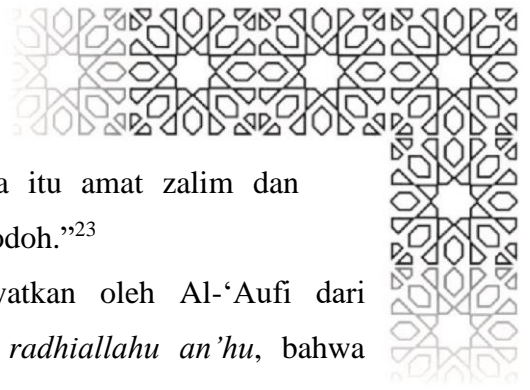 a itu amat zalim dan
odoh.”23
yatkan oleh Al-‘Aufi dari
radhiallahu an’hu, bahwa